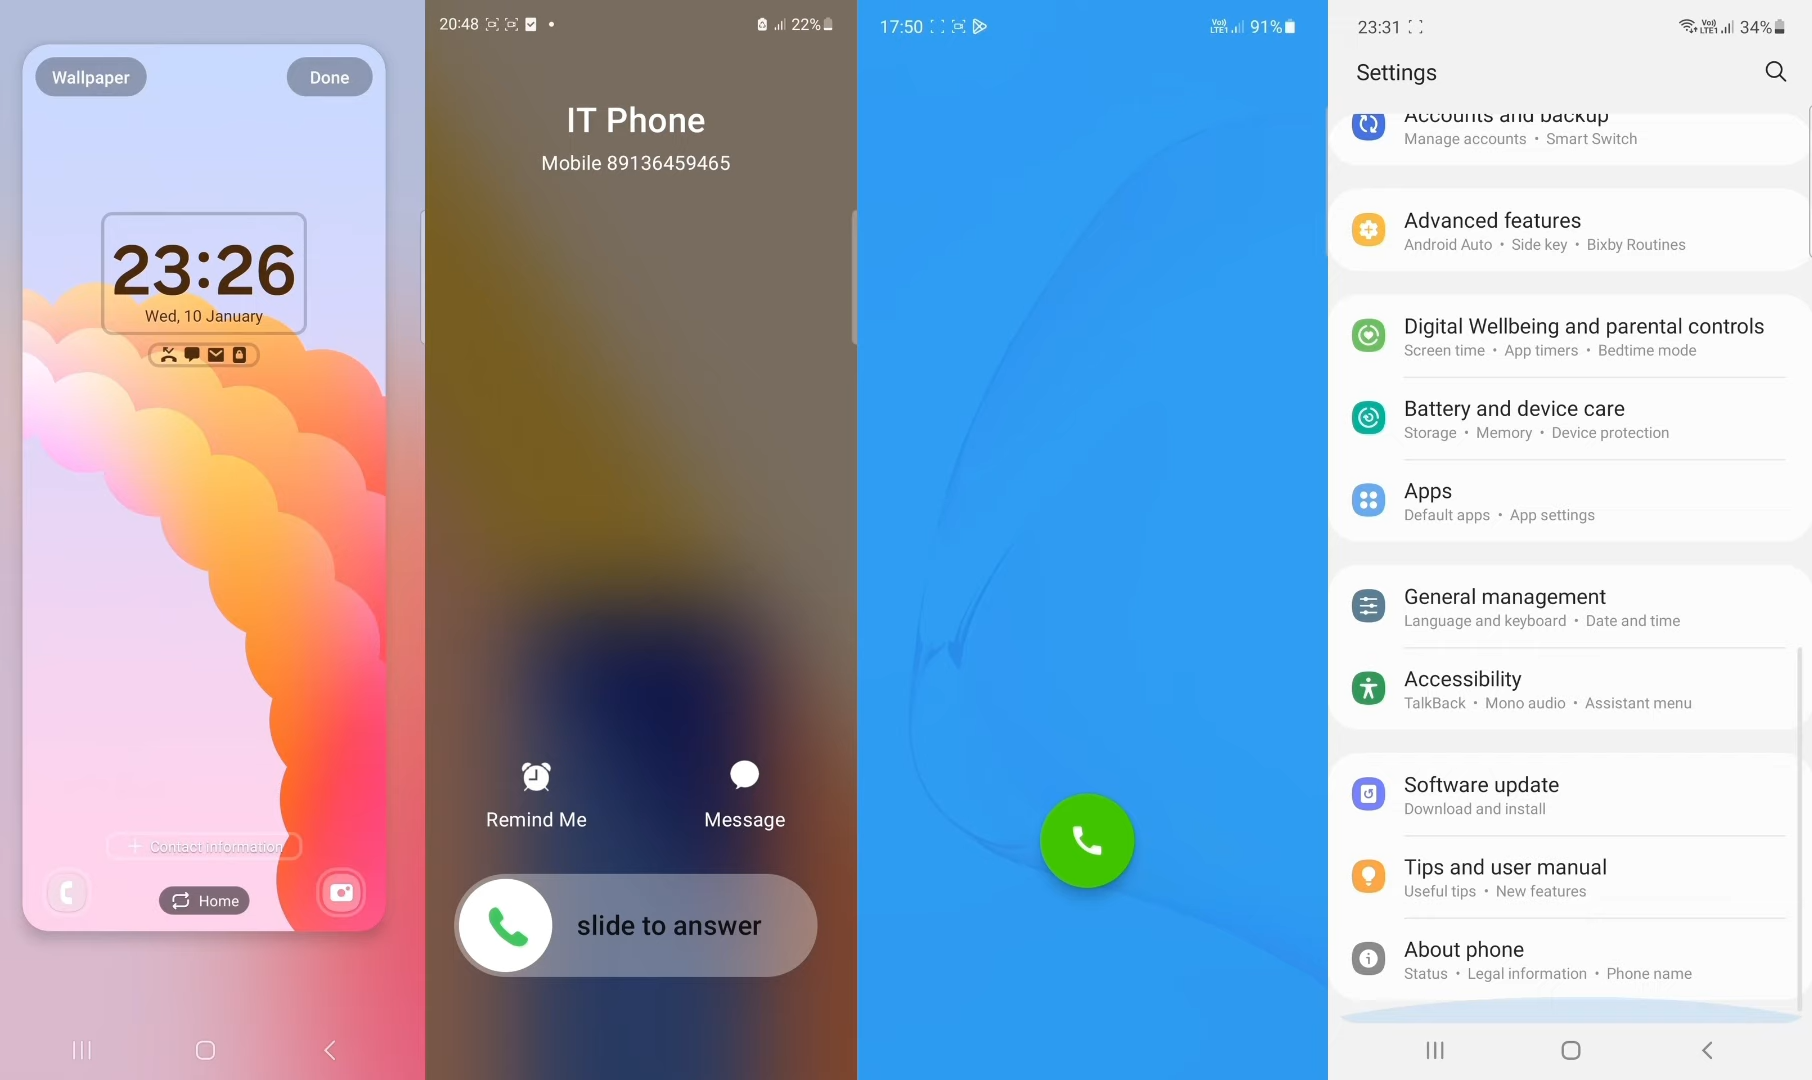 Wallpaper
Done
23:26
Wed, 10 January
Contact information
Home
20:48
22%
IT Phone
Mobile 89136459465
Remind Me
Message
slide to answer
17:50
Vo) LTE1
91%
23:31
Vo) LTE1
34%
Settings
Accounts and backup
Manage accounts • Smart Switch
Advanced features
Android Auto • Side key • Bixby Routines
Digital Wellbeing and parental controls
Screen time • App timers • Bedtime mode
Battery and device care
Storage • Memory • Device protection
Apps
Default apps • App settings
General management
Language and keyboard • Date and time
Accessibility
TalkBack • Mono audio • Assistant menu
Software update
Download and install
Tips and user manual
Useful tips • New features
About phone
Status • Legal information • Phone name